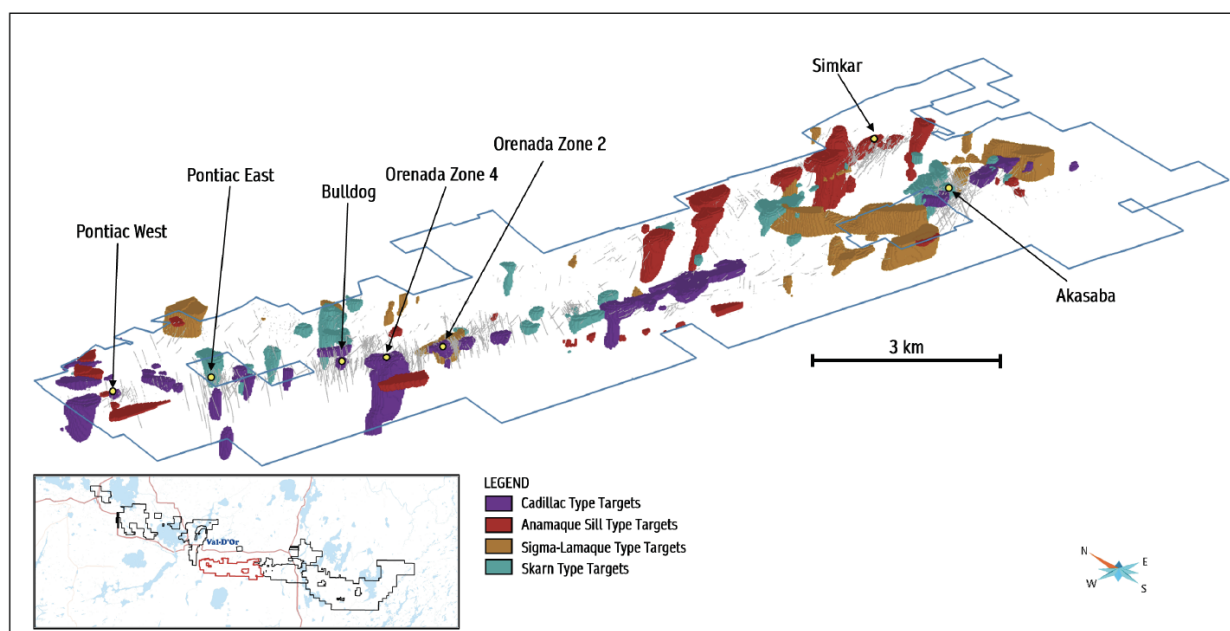 Simkar
Orenada Zone 2
Orenada Zone 4
Pontiac East
Bulldog
Pontiac West
Akasaba
3 km
Val-D'Or
LEGEND
Cadillac Type Targets
Anamaque Sill Type Targets
Sigma-Lamaque Type Targets
Skarn Type Targets
N
E
W
S